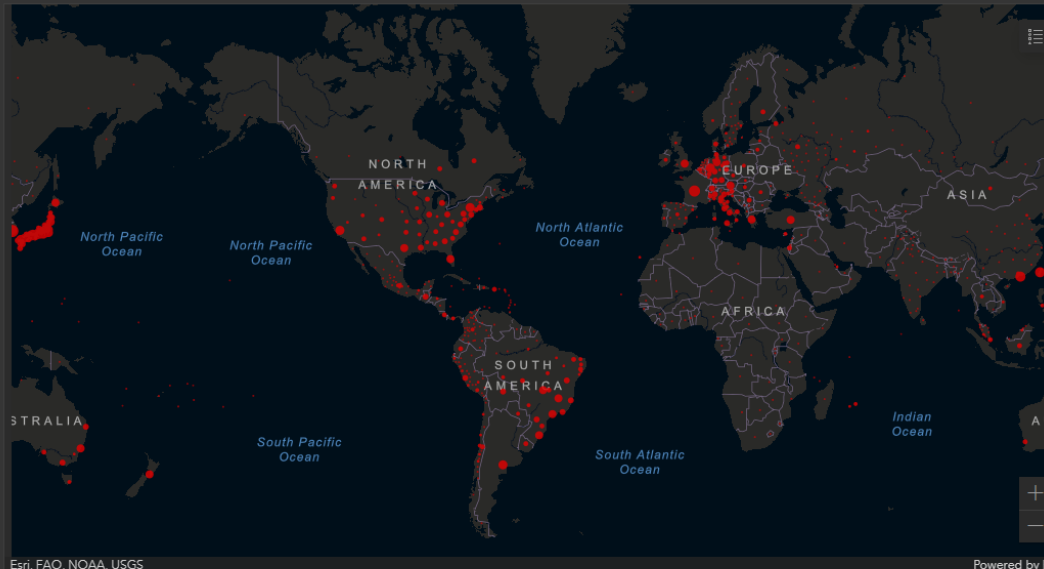 NORTH
AMERICA
EUROPE
ASIA
North Pacific
Ocean
North Pacific
Ocean
North Atlantic
Ocean
AFRICA
SOUTH
AMERICA
STRALIA
Indian
Ocean
A
South Pacific
Ocean
South Atlantic
Ocean
+
−
Esri, FAO, NOAA, USGS
Powered by